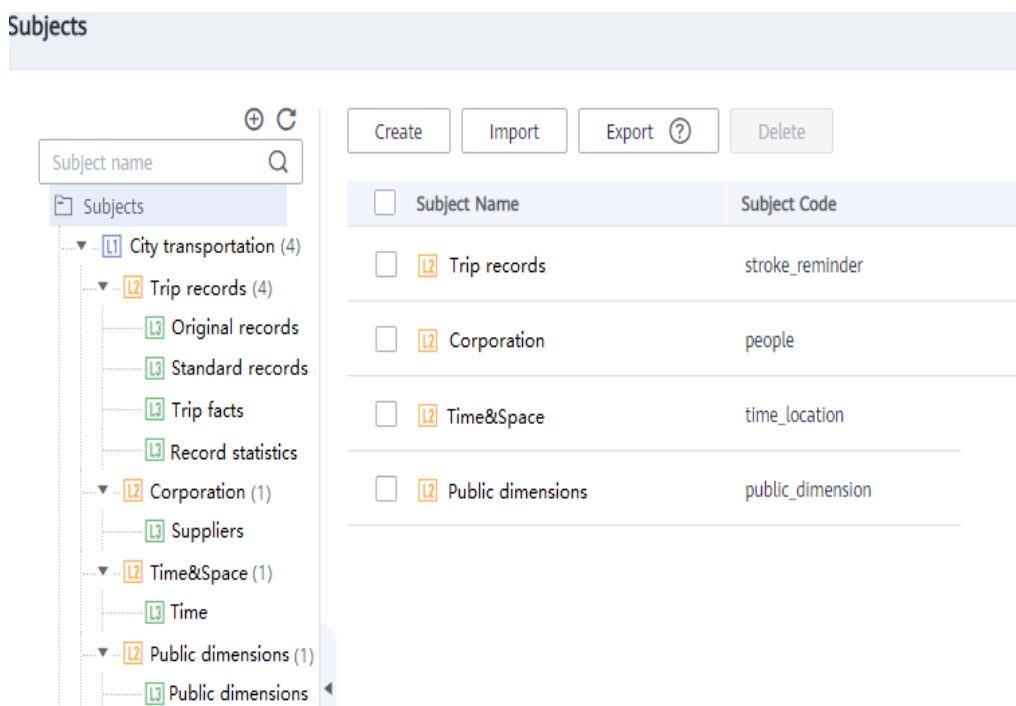 Subjects
Create Import Export ? Delete
Subject name
Subjects
L1 City transportation (4)
L2 Trip records (4)
L3 Original records
L3 Standard records
L3 Trip facts
L3 Record statistics
L2 Corporation (1)
L3 Suppliers
L2 Time&Space (1)
L3 Time
L2 Public dimensions (1)
L3 Public dimensions
Subject Name Subject Code
L2 Trip records stroke_reminder
L2 Corporation people
L2 Time&Space time_location
L2 Public dimensions public_dimension